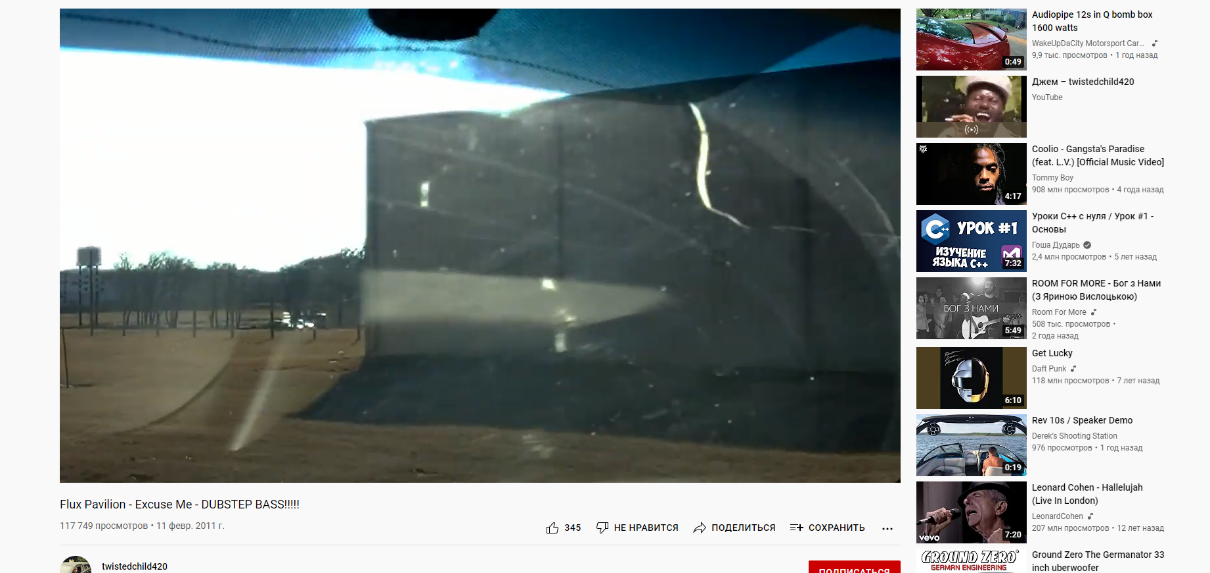 Flux Pavilion - Excuse Me - DUBSTEP BASS!!!!!
117 749 просмотров • 11 февр. 2011 г.
345
НЕ НРАВИТСЯ
ПОДЕЛИТЬСЯ
СОХРАНИТЬ
twistedchild420
ПОДПИСАТЬСЯ
0:49
Audiopipe 12s in Q bomb box
1600 watts
WakeUpDaCity Motorsport Car...
9,9 тыс. просмотров • 1 год назад
Джем – twistedchild420
YouTube
4:17
Coolio - Gangsta's Paradise
(feat. L.V.) [Official Music Video]
Tommy Boy
908 млн просмотров • 4 года назад
C++
УРОК #1
ИЗУЧЕНИЕ
ЯЗЫКА C++
7:32
Уроки C++ с нуля / Урок #1 -
Основы
Гоша Дударь
2,4 млн просмотров • 5 лет назад
БОГ З НАМИ
5:49
ROOM FOR MORE - Бог з Нами
(З Яриною Вислоцькою)
Room For More
508 тыс. просмотров •
2 года назад
6:10
Get Lucky
Daft Punk
118 млн просмотров • 7 лет назад
0:19
Rev 10s / Speaker Demo
Derek's Shooting Station
976 просмотров • 1 год назад
vevo
7:20
Leonard Cohen - Hallelujah
(Live In London)
LeonardCohen
207 млн просмотров • 12 лет назад
GROUND ZERO
GERMAN ENGINEERING
Ground Zero The Germanator 33
inch uberwoofer